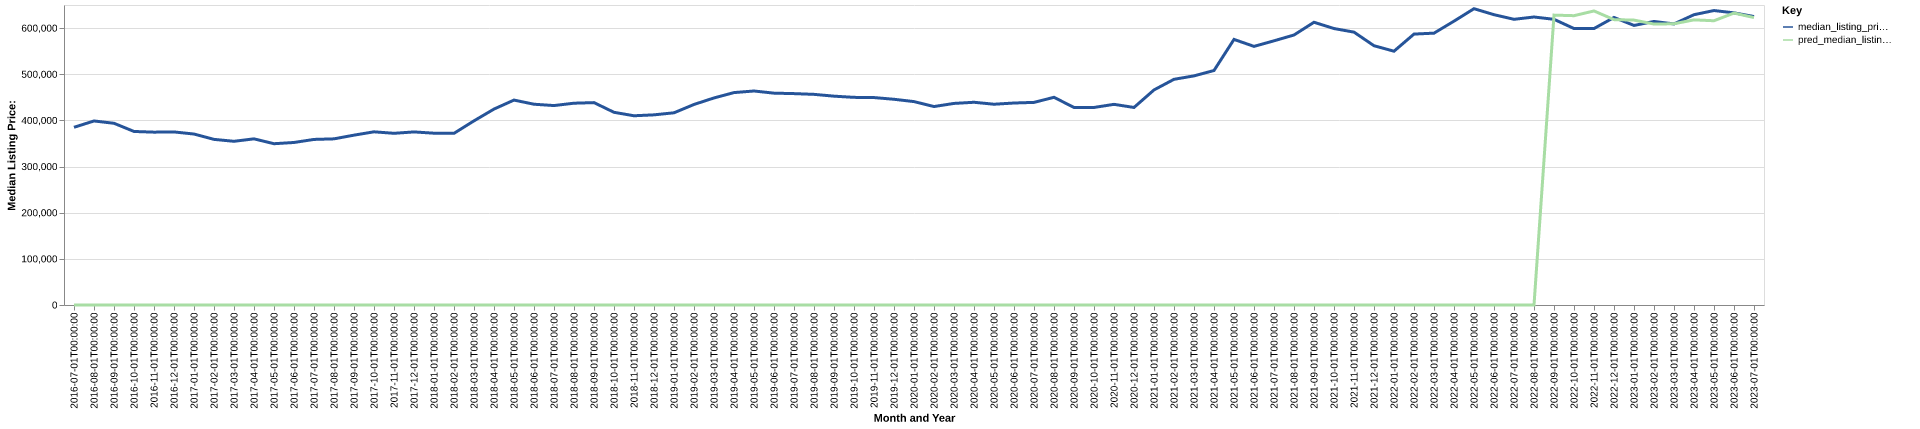 Key
median_listing_pri...
pred_median_listin...
Median Listing Price:
600,000
500,000
400,000
300,000
200,000
100,000
0
2016-07-01T00:00:00
2016-08-01T00:00:00
2016-09-01T00:00:00
2016-10-01T00:00:00
2016-11-01T00:00:00
2016-12-01T00:00:00
2017-01-01T00:00:00
2017-02-01T00:00:00
2017-03-01T00:00:00
2017-04-01T00:00:00
2017-05-01T00:00:00
2017-06-01T00:00:00
2017-07-01T00:00:00
2017-08-01T00:00:00
2017-09-01T00:00:00
2017-10-01T00:00:00
2017-11-01T00:00:00
2017-12-01T00:00:00
2018-01-01T00:00:00
2018-02-01T00:00:00
2018-03-01T00:00:00
2018-04-01T00:00:00
2018-05-01T00:00:00
2018-06-01T00:00:00
2018-07-01T00:00:00
2018-08-01T00:00:00
2018-09-01T00:00:00
2018-10-01T00:00:00
2018-11-01T00:00:00
2018-12-01T00:00:00
2019-01-01T00:00:00
2019-02-01T00:00:00
2019-03-01T00:00:00
2019-04-01T00:00:00
2019-05-01T00:00:00
2019-06-01T00:00:00
2019-07-01T00:00:00
2019-08-01T00:00:00
2019-09-01T00:00:00
2019-10-01T00:00:00
2019-11-01T00:00:00
2019-12-01T00:00:00
2020-01-01T00:00:00
2020-02-01T00:00:00
2020-03-01T00:00:00
2020-04-01T00:00:00
2020-05-01T00:00:00
2020-06-01T00:00:00
2020-07-01T00:00:00
2020-08-01T00:00:00
2020-09-01T00:00:00
2020-10-01T00:00:00
2020-11-01T00:00:00
2020-12-01T00:00:00
2021-01-01T00:00:00
2021-02-01T00:00:00
2021-03-01T00:00:00
2021-04-01T00:00:00
2021-05-01T00:00:00
2021-06-01T00:00:00
2021-07-01T00:00:00
2021-08-01T00:00:00
2021-09-01T00:00:00
2021-10-01T00:00:00
2021-11-01T00:00:00
2021-12-01T00:00:00
2022-01-01T00:00:00
2022-02-01T00:00:00
2022-03-01T00:00:00
2022-04-01T00:00:00
2022-05-01T00:00:00
2022-06-01T00:00:00
2022-07-01T00:00:00
2022-08-01T00:00:00
2022-09-01T00:00:00
2022-10-01T00:00:00
2022-11-01T00:00:00
2022-12-01T00:00:00
2023-01-01T00:00:00
2023-02-01T00:00:00
2023-03-01T00:00:00
2023-04-01T00:00:00
2023-05-01T00:00:00
2023-06-01T00:00:00
2023-07-01T00:00:00
Month and Year